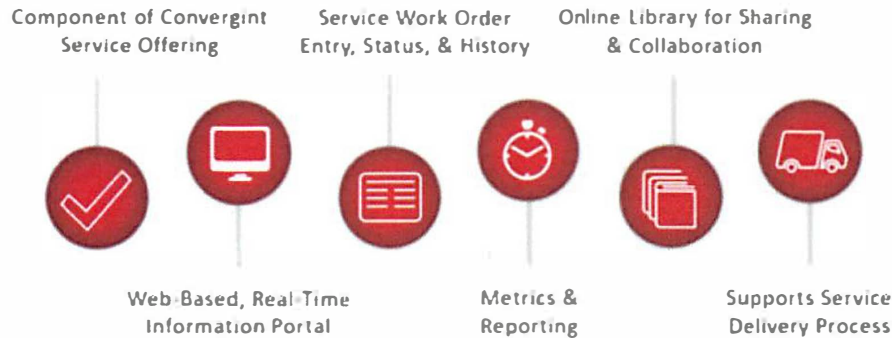 Component of Convergint
Service Offering
Service Work Order
Entry, Status, & History
Online Library for Sharing
& Collaboration
Web-Based, Real-Time
Information Portal
Metrics &
Reporting
Supports Service
Delivery Process